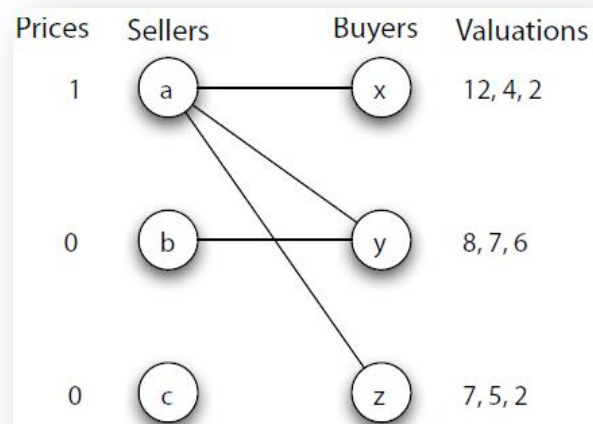 Prices Sellers Buyers Valuations
1 a x 12, 4, 2
0 b y 8, 7, 6
0 c z 7, 5, 2